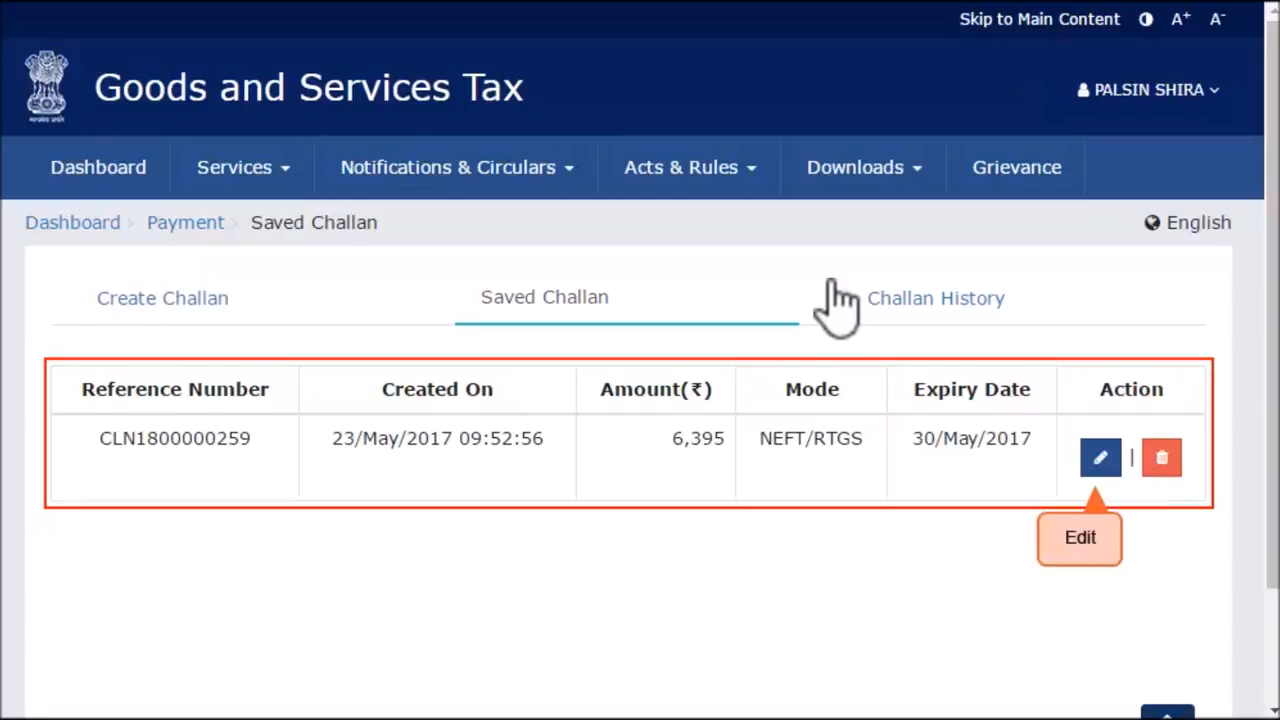 Skip to Main Content A+ A-
Goods and Services Tax
PALSIN SHIRA
Dashboard Services Notifications & Circulars Acts & Rules Downloads Grievance
Dashboard Payment Saved Challan English
Create Challan Saved Challan Challan History
Reference Number Created On Amount(₹) Mode Expiry Date Action
CLN1800000259 23/May/2017 09:52:56 6,395 NEFT/RTGS 30/May/2017 |
Edit